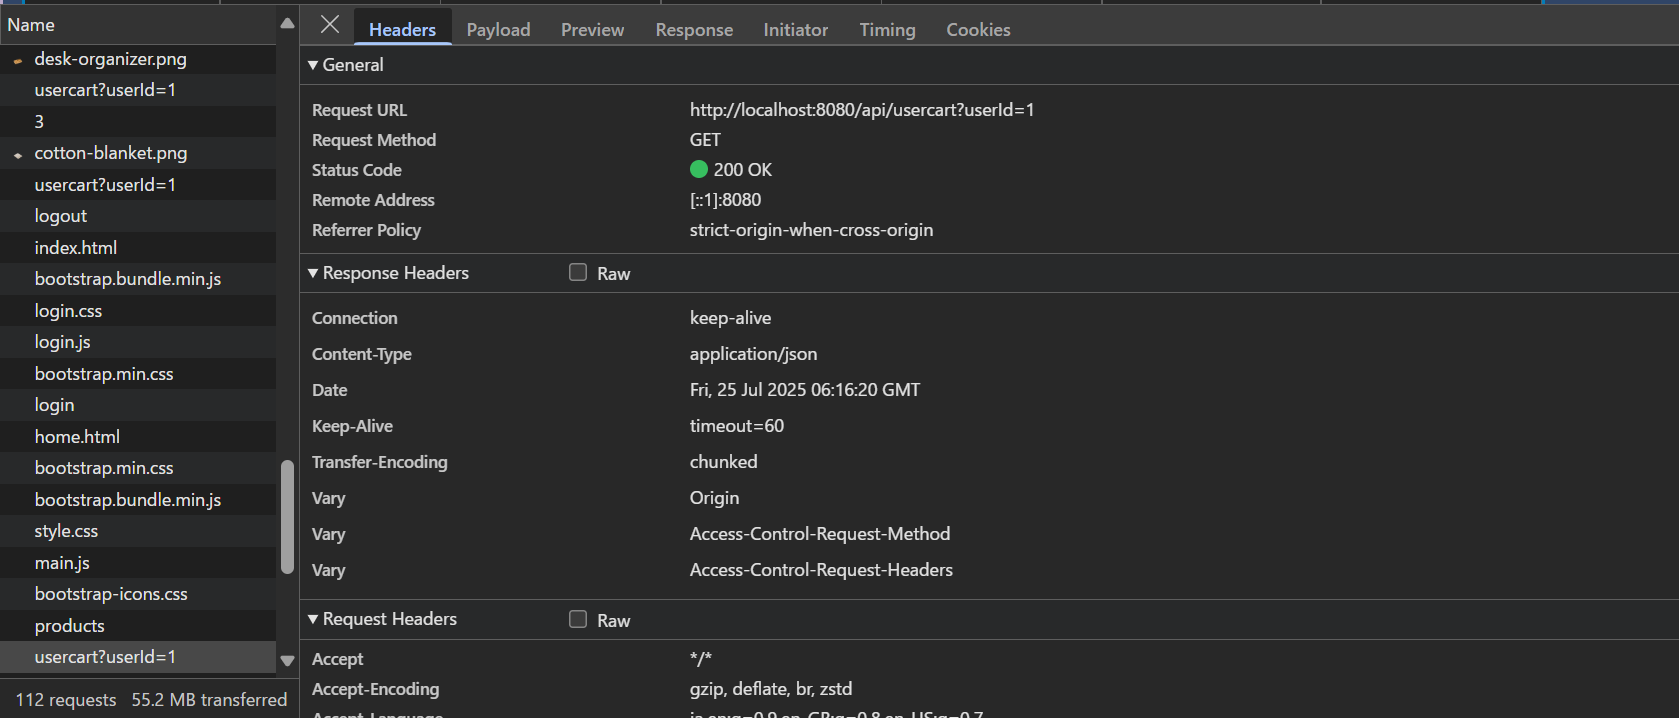 Name
desk-organizer.png
usercart?userId=1
3
cotton-blanket.png
usercart?userId=1
logout
index.html
bootstrap.bundle.min.js
login.css
login.js
bootstrap.min.css
login
home.html
bootstrap.min.css
bootstrap.bundle.min.js
style.css
main.js
bootstrap-icons.css
products
usercart?userId=1
112 requests 55.2 MB transferred
Headers Payload Preview Response Initiator Timing Cookies
General
Request URL http://localhost:8080/api/usercart?userId=1
Request Method GET
Status Code 200 OK
Remote Address [::1]:8080
Referrer Policy strict-origin-when-cross-origin
Response Headers Raw
Connection keep-alive
Content-Type application/json
Date Fri, 25 Jul 2025 06:16:20 GMT
Keep-Alive timeout=60
Transfer-Encoding chunked
Vary Origin
Vary Access-Control-Request-Method
Vary Access-Control-Request-Headers
Request Headers Raw
Accept */*
Accept-Encoding gzip, deflate, br, zstd
Accept-Language